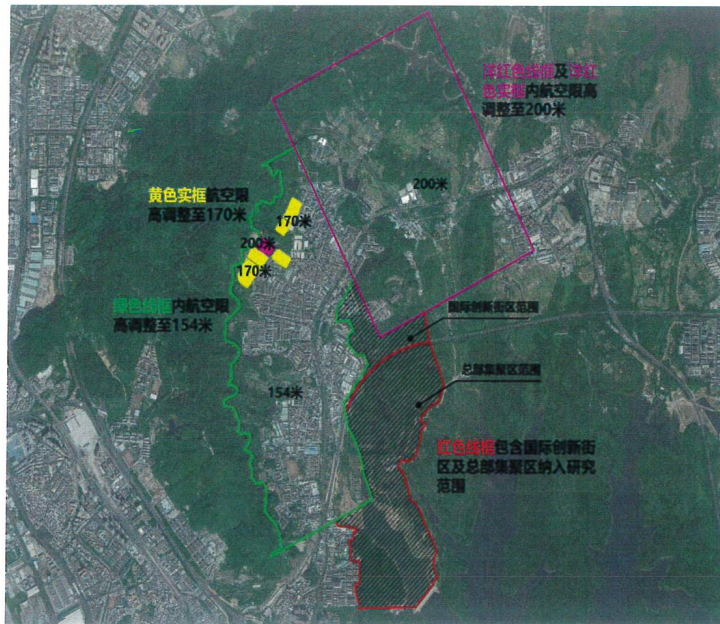 洋红色线框及洋红
色实框内航空限高
调整至200米
200米
黄色实框航空限
高调整至170米
170米
200米
170米
绿色线框内航空限
高调整至154米
国际创新街区范围
总部集聚区范围
154米
红色线框包含国际创新街
区及总部集聚区纳入研究
范围